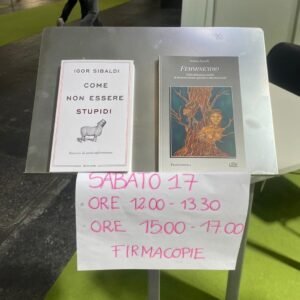 IGOR SIBALDI
COME
NON ESSERE
STUPIDI
FEMMINICIDIO
SABATO 17
• ORE 12.00 - 13.30
• ORE 15.00 - 17.00
FIRMACOPIE